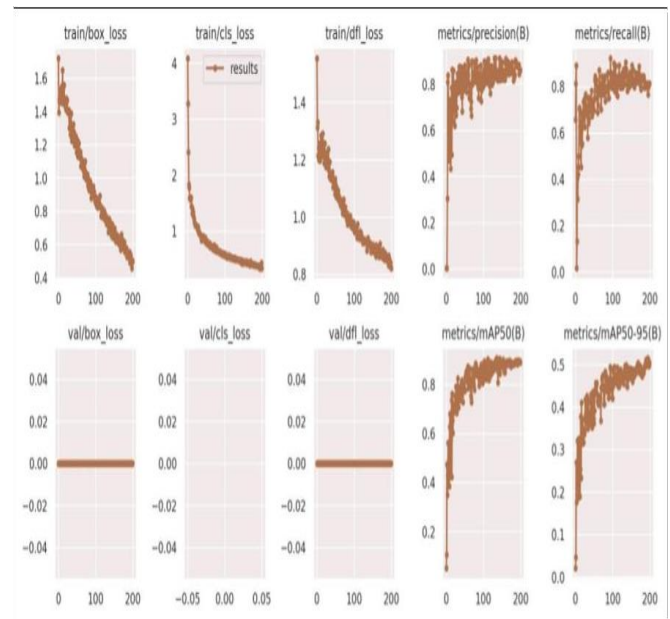 train/box_loss
train/cls_loss
train/dfl_loss
metrics/precision(B)
metrics/recall(B)
1.6
1.4
1.2
1.0
0.8
0.6
0.4
0 100 200
results
4
3
2
1
0 100 200
1.4
1.2
1.0
0.8
0 100 200
0.8
0.6
0.4
0.2
0.0
0 100 200
0.8
0.6
0.4
0.2
0.0
0 100 200
val/box_loss
val/cls_loss
val/dfl_loss
metrics/mAP50(B)
metrics/mAP50-95(B)
0.04
0.02
0.00
−0.02
−0.04
0 100 200
0.04
0.02
0.00
−0.02
−0.04
−0.05 0.00 0.05
0.04
0.02
0.00
−0.02
−0.04
0 100 200
0.8
0.6
0.4
0.2
0 100 200
0.5
0.4
0.3
0.2
0.1
0.0
0 100 200